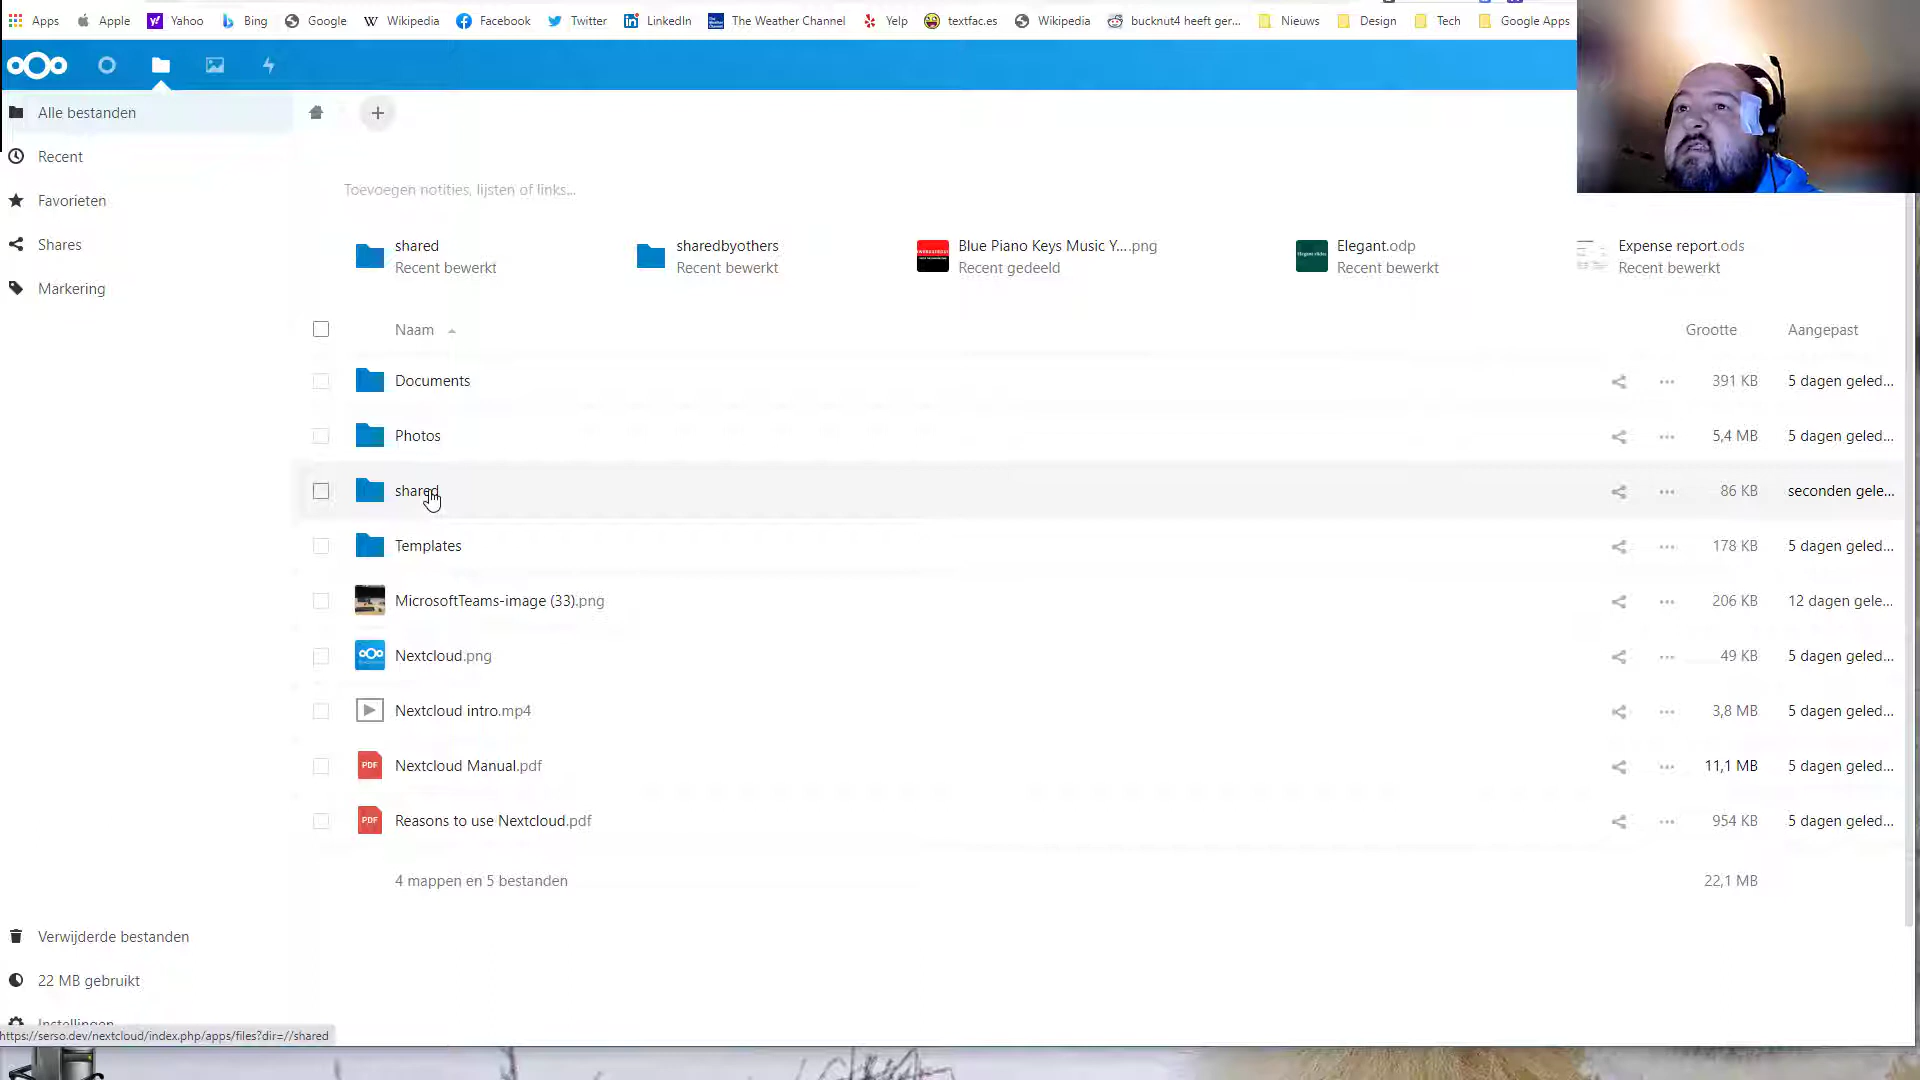 Apps Apple Yahoo Bing Google Wikipedia Facebook Twitter LinkedIn The Weather Channel Yelp textfac.es Wikipedia bucknut4 heeft ger... Nieuws Design Tech Google Apps
Alle bestanden
Recent
Favorieten
Shares
Markering
Toevoegen notities, lijsten of links...
shared
Recent bewerkt
sharedbyothers
Recent bewerkt
Blue Piano Keys Music Y....png
Recent gedeeld
Elegant.odp
Recent bewerkt
Expense report.ods
Recent bewerkt
Naam Grootte Aangepast
Documents 391 KB 5 dagen geled...
Photos 5,4 MB 5 dagen geled...
shared 86 KB seconden gele...
Templates 178 KB 5 dagen geled...
MicrosoftTeams-image (33).png 206 KB 12 dagen gele...
Nextcloud.png 49 KB 5 dagen geled...
Nextcloud intro.mp4 3,8 MB 5 dagen geled...
PDF Nextcloud Manual.pdf 11,1 MB 5 dagen geled...
PDF Reasons to use Nextcloud.pdf 954 KB 5 dagen geled...
4 mappen en 5 bestanden 22,1 MB
Verwijderde bestanden
22 MB gebruikt
Instellingen
https://serso.dev/nextcloud/index.php/apps/files?dir=//shared